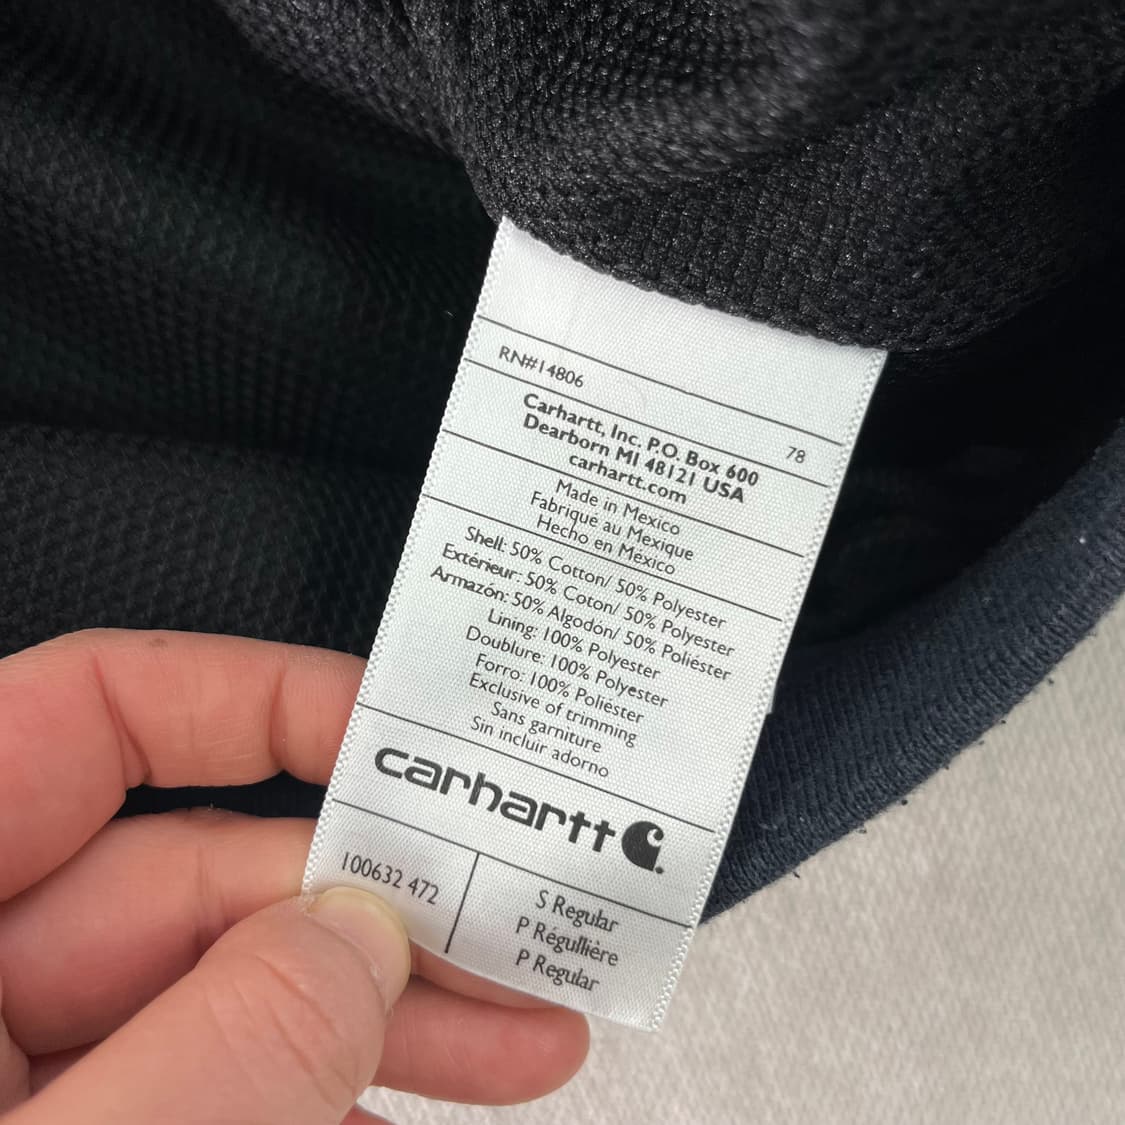 RN#14806
78
Carhartt, Inc. P.O. Box 600
Dearborn MI 48121 USA
carhartt.com
Made in Mexico
Fabriqué au Mexique
Hecho en México
Shell: 50% Cotton/ 50% Polyester
Extérieur: 50% Coton/ 50% Polyester
Armazón: 50% Algodón/ 50% Poliéster
Lining: 100% Polyester
Doublure: 100% Polyester
Forro: 100% Poliéster
Exclusive of trimming
Sans garniture
Sin incluir adorno
carhartt
100632 472
S Regular
P Régullière
P Regular